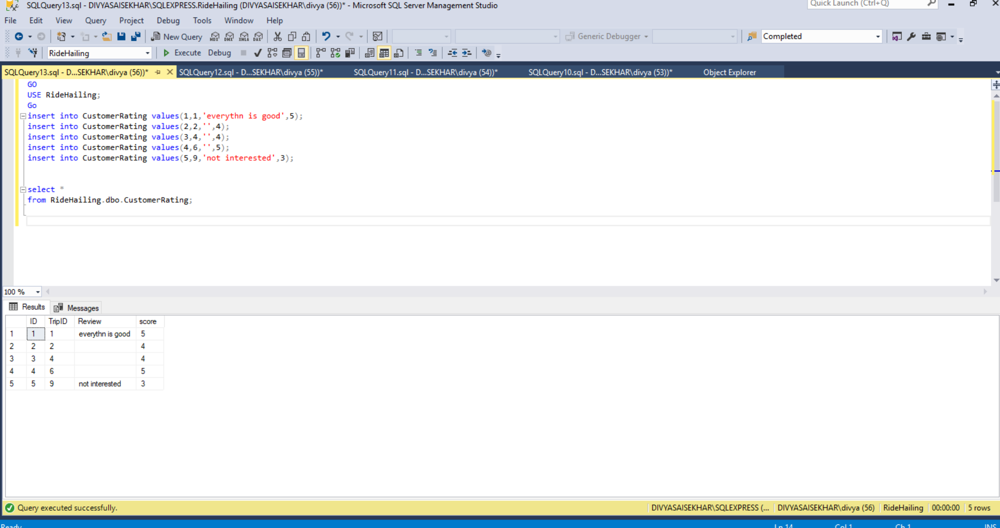 SQLQuery13.sql - DIVYASAISEKHAR\SQLEXPRESS.RideHailing (DIVYASAISEKHAR\divya (56))* - Microsoft SQL Server Management Studio
Quick Launch (Ctrl+Q)
File Edit View Query Project Debug Tools Window Help
New Query MDX DMX XMLA DAX Generic Debugger Completed
RideHailing Execute Debug
SQLQuery13.sql - D...SEKHAR\divya (56))* SQLQuery12.sql - D...SEKHAR\divya (55))* SQLQuery11.sql - D...SEKHAR\divya (54))* SQLQuery10.sql - D...SEKHAR\divya (53))* Object Explorer
GO
USE RideHailing;
Go
insert into CustomerRating values(1,1,'everythn is good',5);
insert into CustomerRating values(2,2,'',4);
insert into CustomerRating values(3,4,'',4);
insert into CustomerRating values(4,6,'',5);
insert into CustomerRating values(5,9,'not interested',3);
select *
from RideHailing.dbo.CustomerRating;
100 %
Results Messages
ID TripID Review score
1 1 1 everythn is good 5
2 2 2 4
3 3 4 4
4 4 6 5
5 5 9 not interested 3
Query executed successfully. DIVYASAISEKHAR\SQLEXPRESS (... DIVYASAISEKHAR\divya (56) RideHailing 00:00:00 5 rows
Ready Ln 14 Col 1 Ch 1 INS